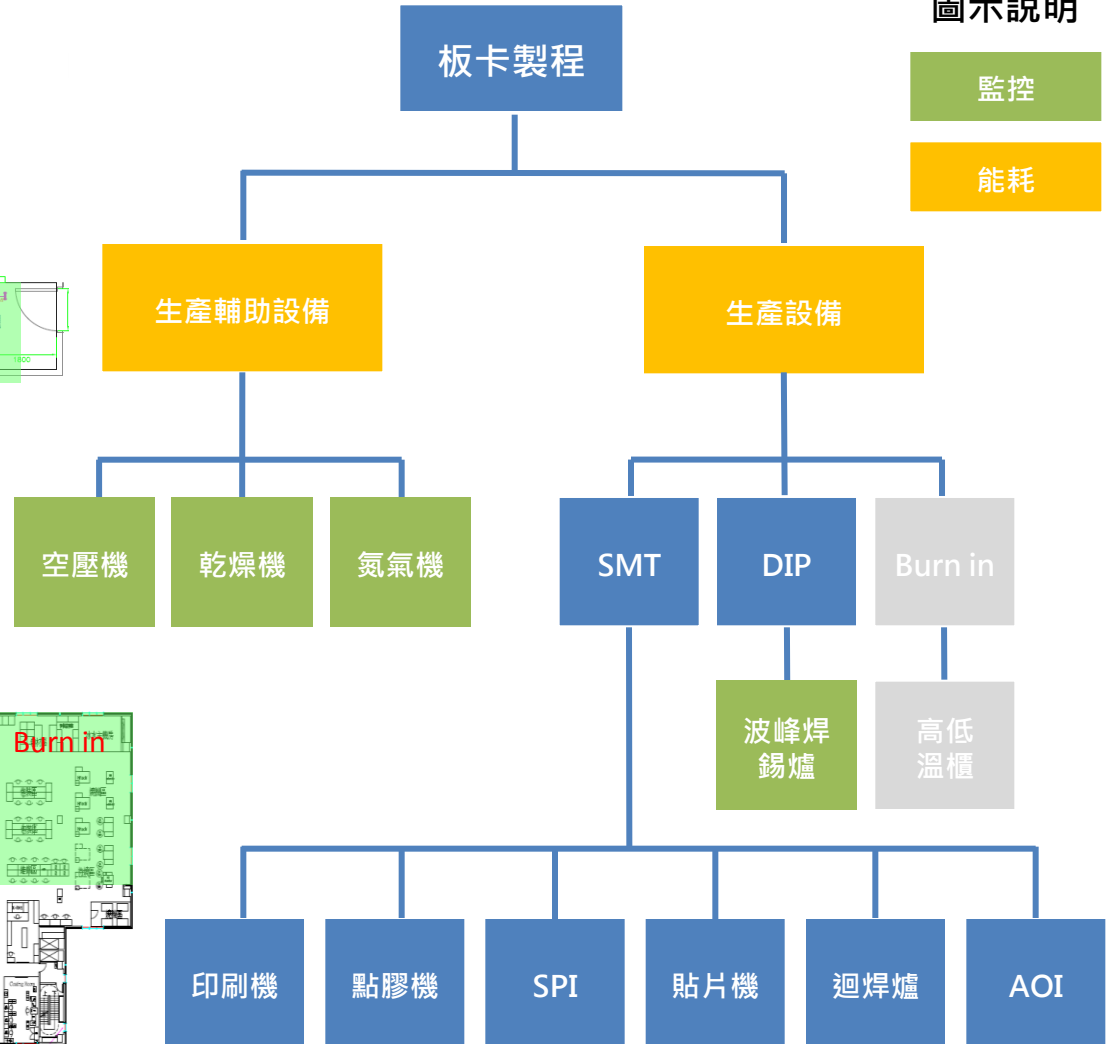 圖示說明
板卡製程
監控
能耗
生產輔助設備
生產設備
1800
空壓機
乾燥機
氮氣機
SMT
DIP
Burn in
波峰焊
錫爐
高低
溫櫃
Burn in
印刷機
點膠機
SPI
貼片機
迴焊爐
AOI